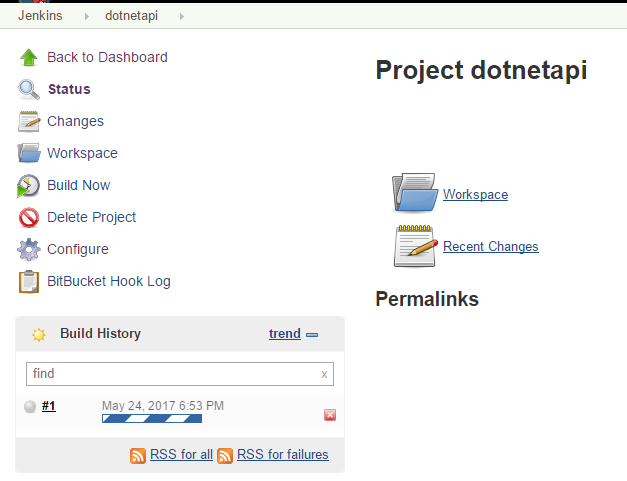 Jenkins
dotnetapi
Back to Dashboard
Status
Changes
Workspace
Build Now
Delete Project
Configure
BitBucket Hook Log
Project dotnetapi
Workspace
Recent Changes
Permalinks
Build History trend
find x
#1 May 24, 2017 6:53 PM
RSS for all RSS for failures